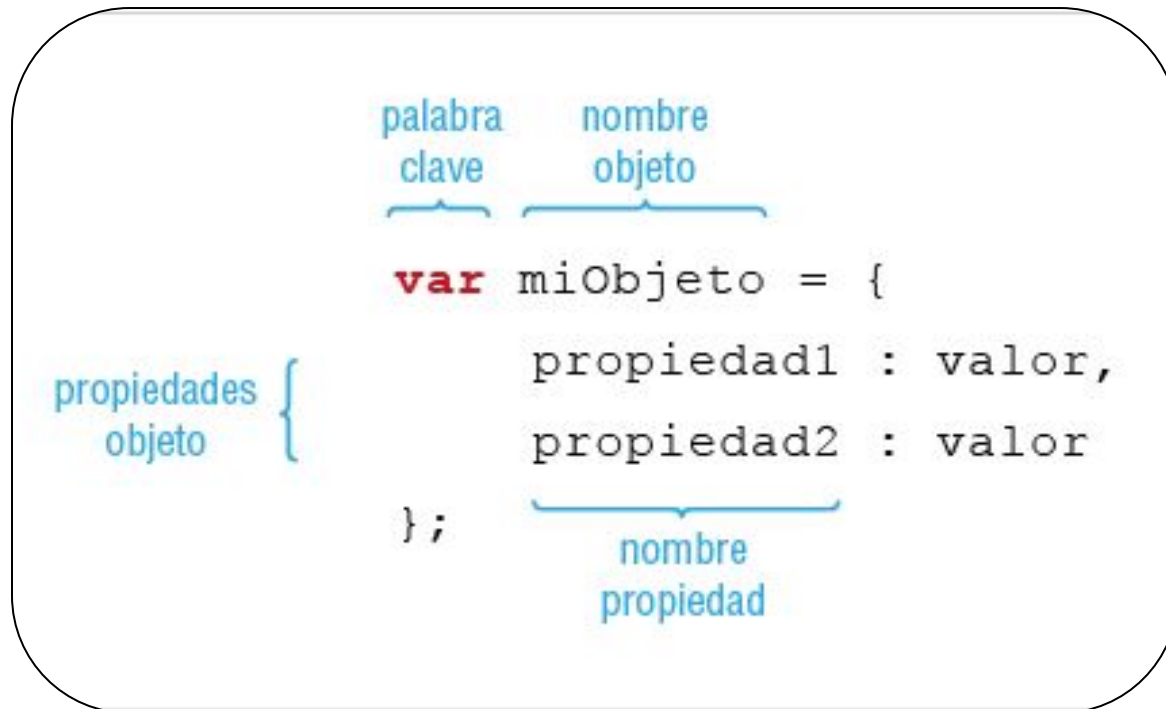 palabra
clave
nombre
objeto
var miObjeto = {
propiedad1 : valor,
propiedades
objeto
propiedad2 : valor
};
nombre
propiedad